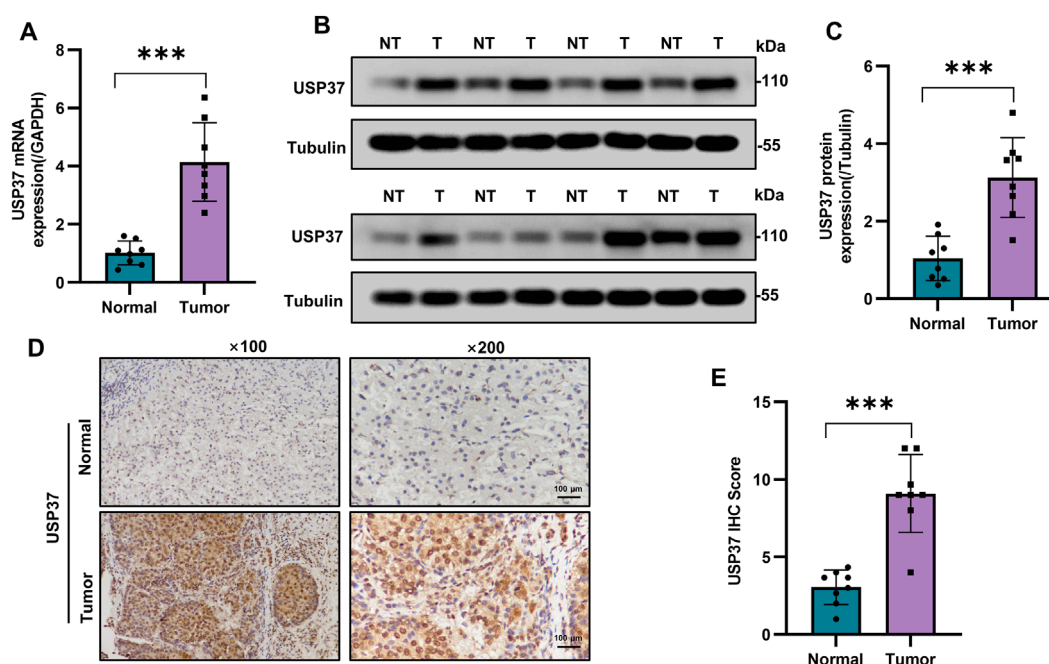 A
USP37 mRNA
expression(/GAPDH)
8
6
4
2
0
***
Normal Tumor
B
NT T NT T NT T NT T kDa
USP37 -110
Tubulin -55
NT T NT T NT T NT T kDa
USP37 -110
Tubulin -55
C
USP37 protein
expression(/Tubulin)
6
4
2
0
***
Normal Tumor
D
×100 ×200
USP37
Normal
100 μm
Tumor
100 μm
E
USP37 IHC Score
15
10
5
0
***
Normal Tumor